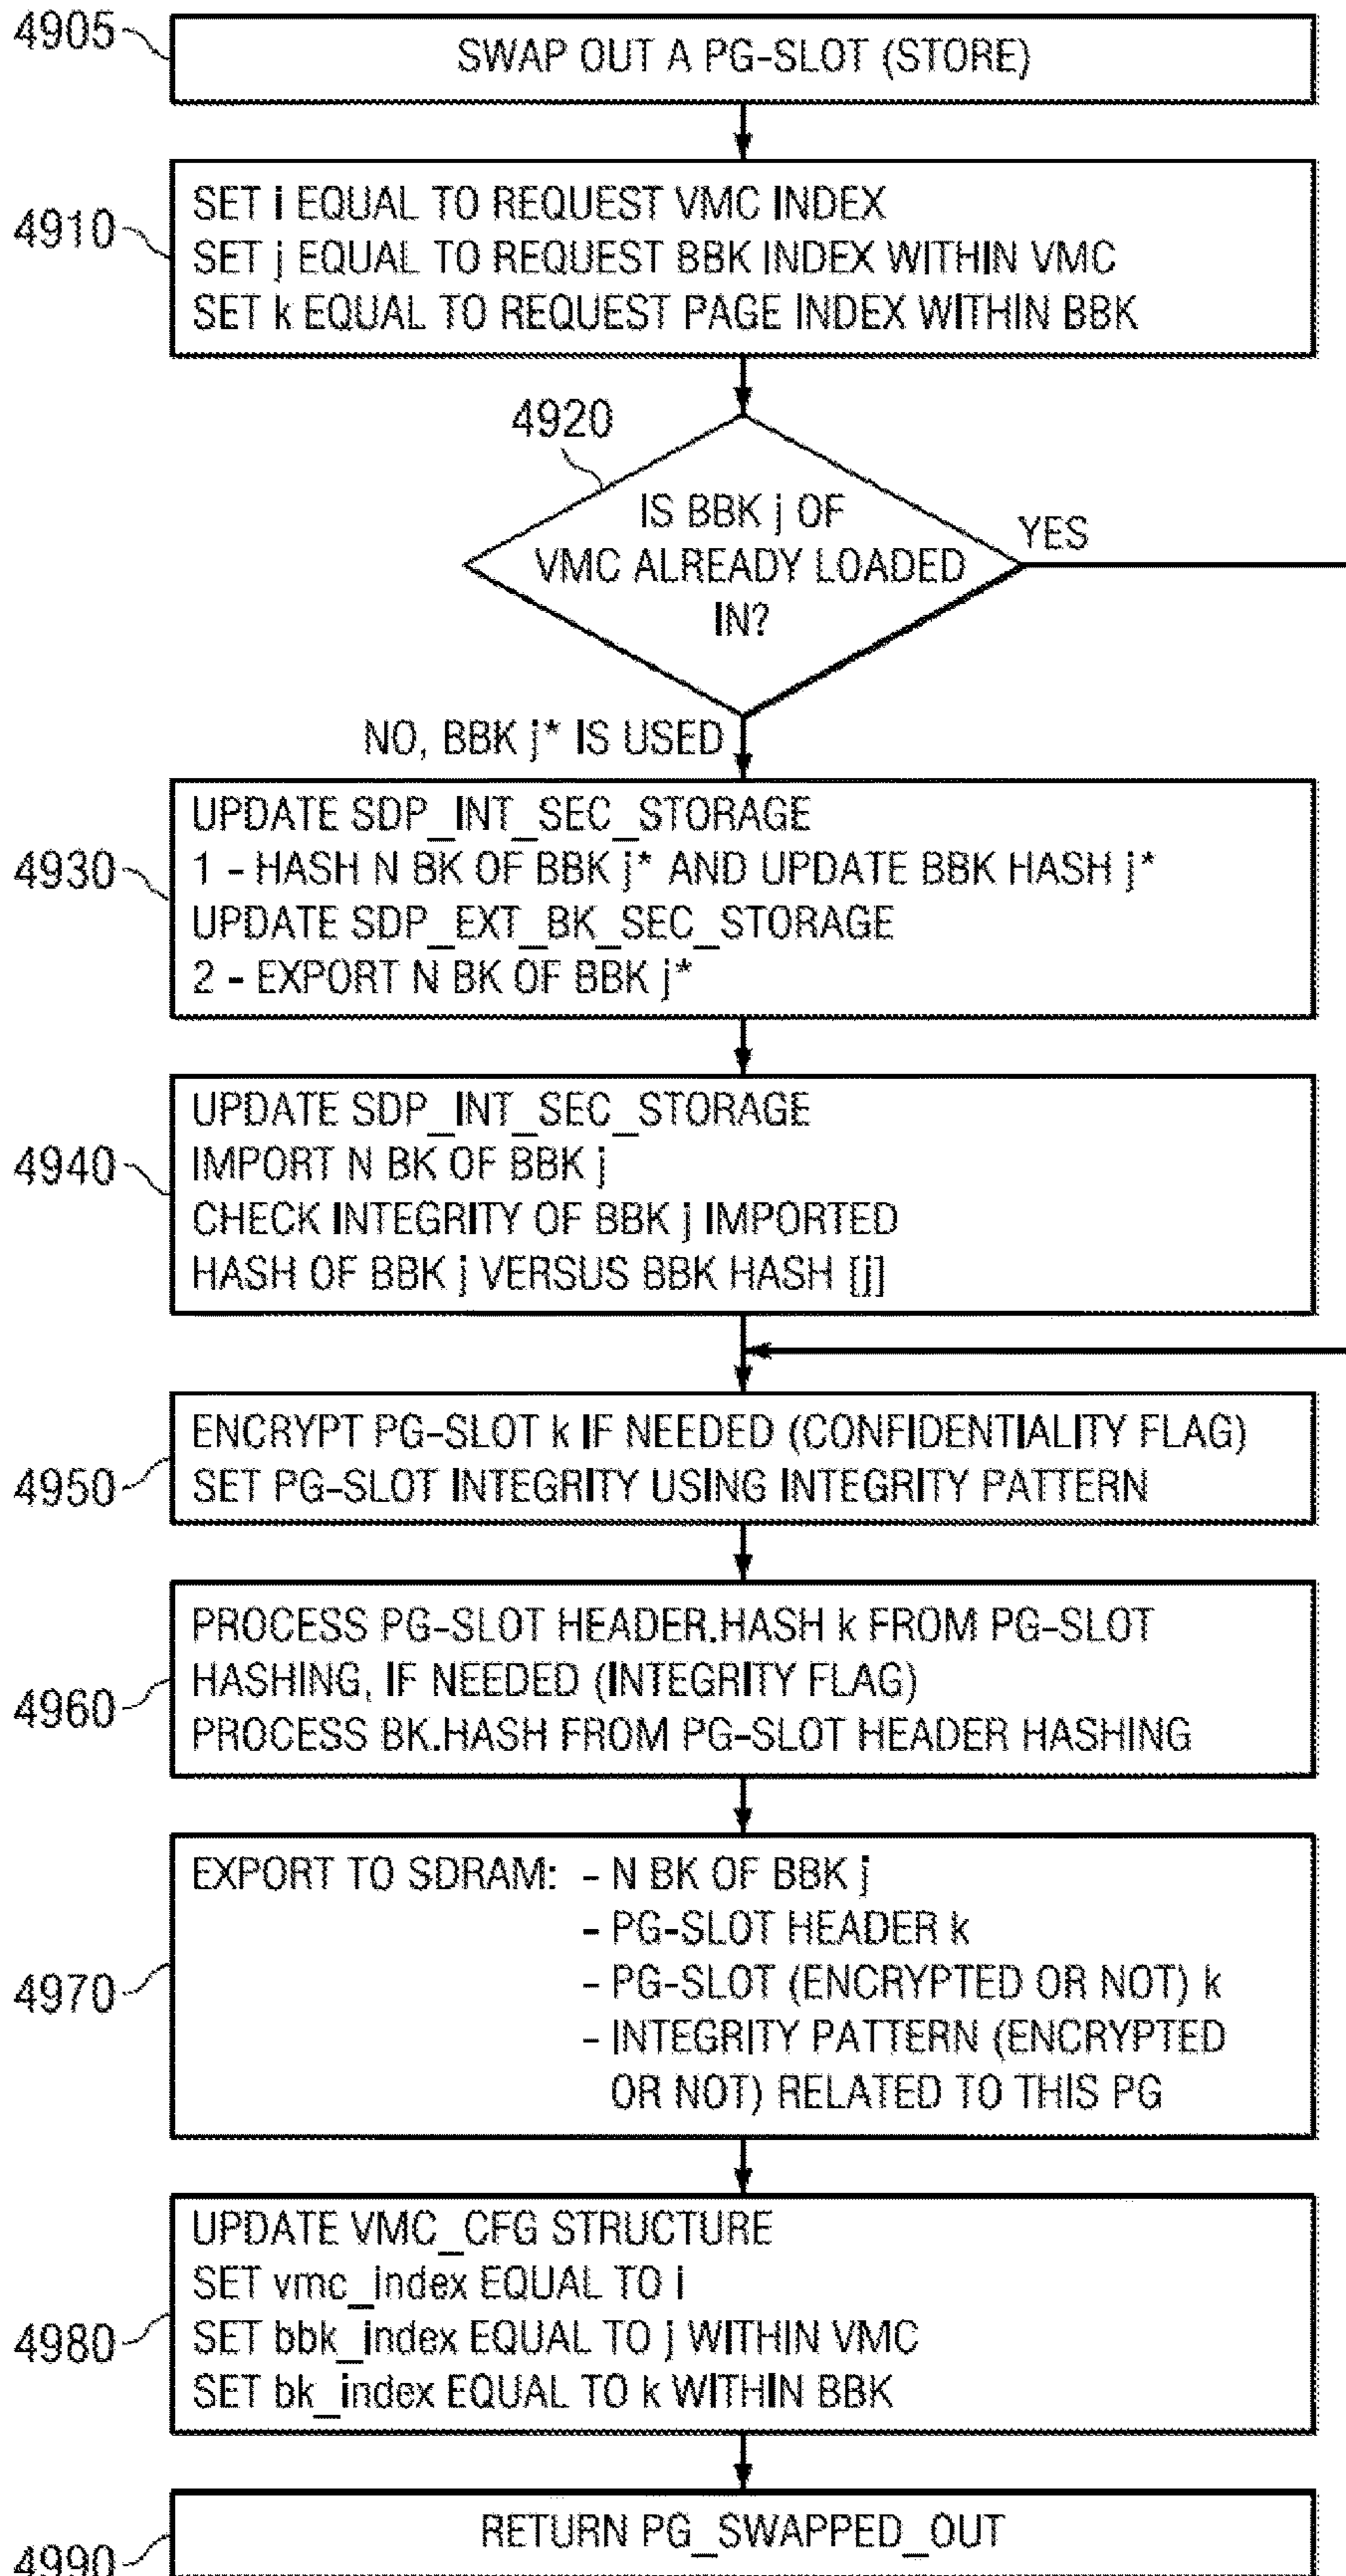 4905
SWAP OUT A PG-SLOT (STORE)
4910
SET i EQUAL TO REQUEST VMC INDEX
SET j EQUAL TO REQUEST BBK INDEX WITHIN VMC
SET k EQUAL TO REQUEST PAGE INDEX WITHIN BBK
4920
IS BBK j OF
VMC ALREADY LOADED
IN?
YES
NO, BBK j* IS USED
4930
UPDATE SDP_INT_SEC_STORAGE
1 - HASH N BK OF BBK j* AND UPDATE BBK HASH j*
UPDATE SDP_EXT_BK_SEC_STORAGE
2 - EXPORT N BK OF BBK j*
4940
UPDATE SDP_INT_SEC_STORAGE
IMPORT N BK OF BBK j
CHECK INTEGRITY OF BBK j IMPORTED
HASH OF BBK j VERSUS BBK HASH [j]
4950
ENCRYPT PG-SLOT k IF NEEDED (CONFIDENTIALITY FLAG)
SET PG-SLOT INTEGRITY USING INTEGRITY PATTERN
4960
PROCESS PG-SLOT HEADER.HASH k FROM PG-SLOT
HASHING, IF NEEDED (INTEGRITY FLAG)
PROCESS BK.HASH FROM PG-SLOT HEADER HASHING
4970
EXPORT TO SDRAM: - N BK OF BBK j
- PG-SLOT HEADER k
- PG-SLOT (ENCRYPTED OR NOT) k
- INTEGRITY PATTERN (ENCRYPTED
OR NOT) RELATED TO THIS PG
4980
UPDATE VMC_CFG STRUCTURE
SET vmc_index EQUAL TO i
SET bbk_index EQUAL TO j WITHIN VMC
SET bk_index EQUAL TO k WITHIN BBK
4990
RETURN PG_SWAPPED_OUT